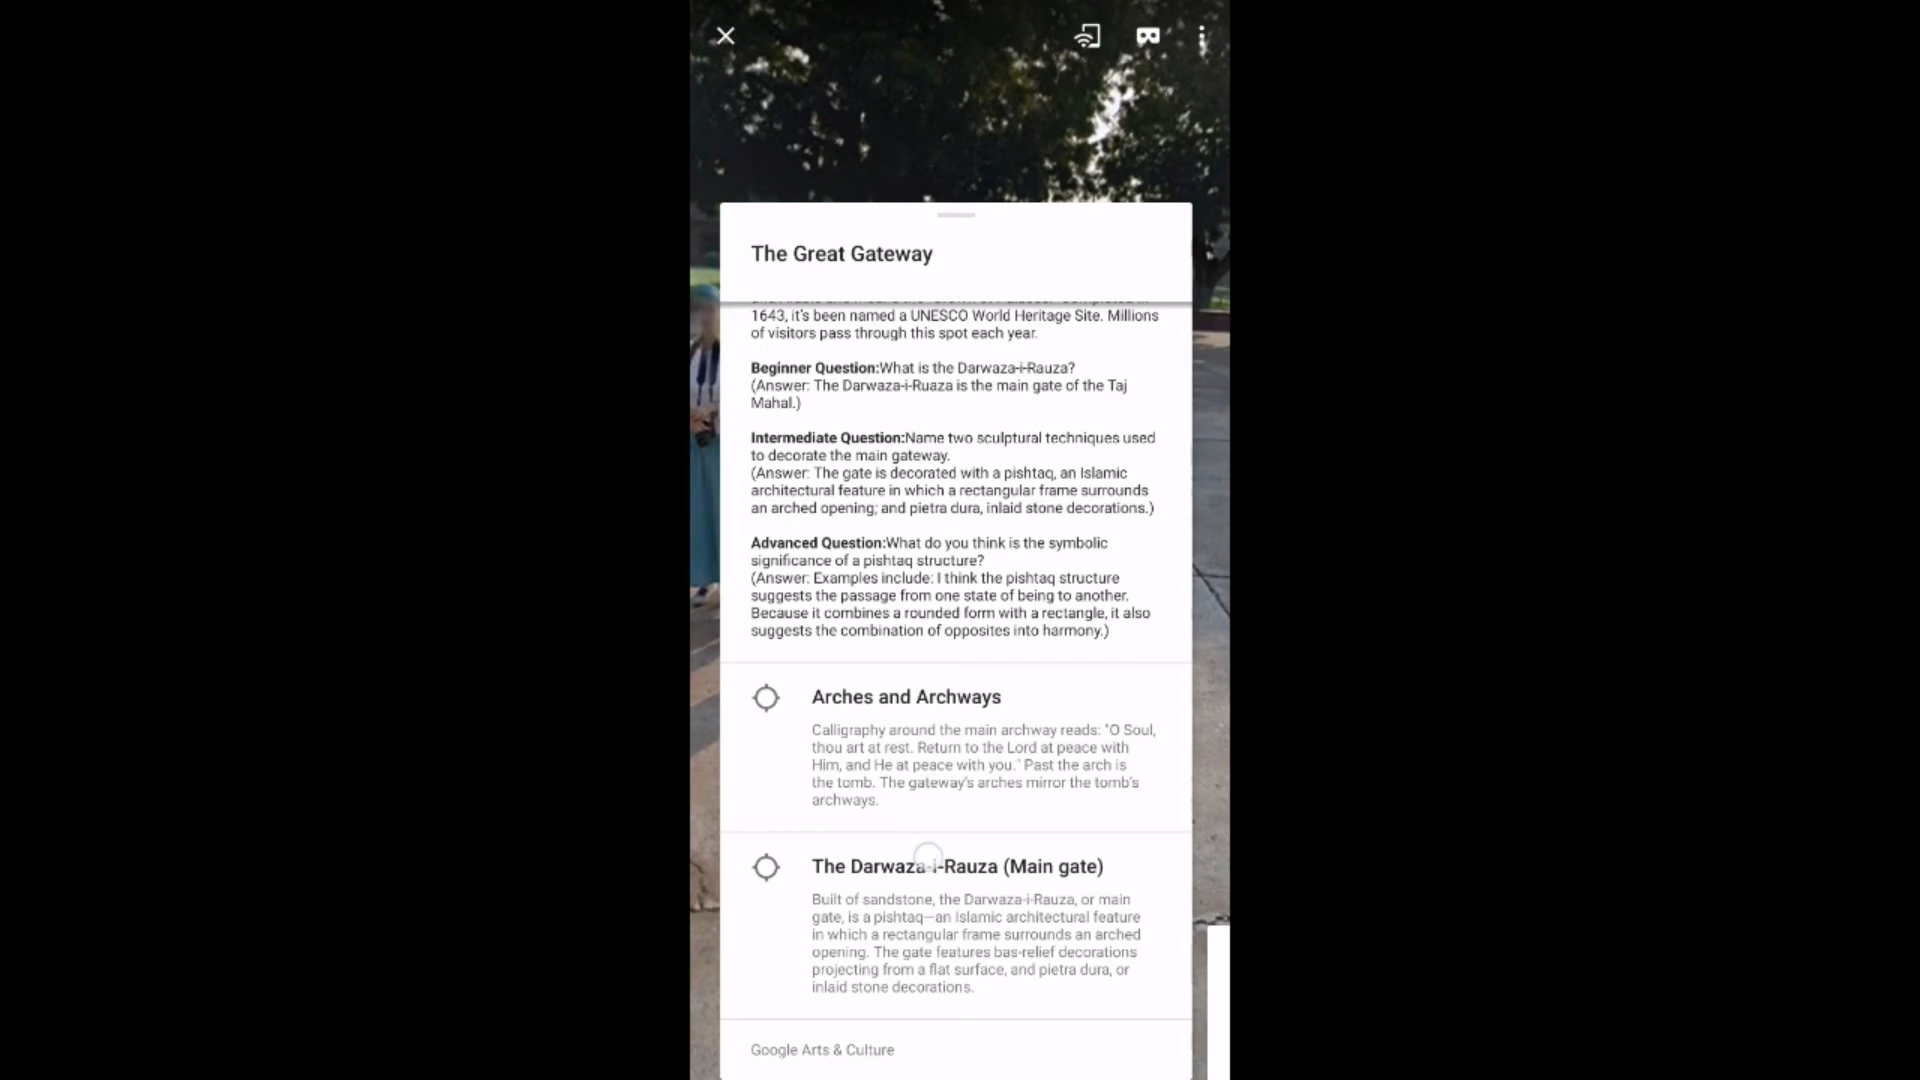 The Great Gateway
1643, it's been named a UNESCO World Heritage Site. Millions
of visitors pass through this spot each year.
Beginner Question:What is the Darwaza-i-Rauza?
(Answer: The Darwaza-i-Ruaza is the main gate of the Taj
Mahal.)
Intermediate Question:Name two sculptural techniques used
to decorate the main gateway.
(Answer: The gate is decorated with a pishtaq, an Islamic
architectural feature in which a rectangular frame surrounds
an arched opening; and pietra dura, inlaid stone decorations.)
Advanced Question:What do you think is the symbolic
significance of a pishtaq structure?
(Answer: Examples include: I think the pishtaq structure
suggests the passage from one state of being to another.
Because it combines a rounded form with a rectangle, it also
suggests the combination of opposites into harmony.)
Arches and Archways
Calligraphy around the main archway reads: "O Soul,
thou art at rest. Return to the Lord at peace with
Him, and He at peace with you." Past the arch is
the tomb. The gateway's arches mirror the tomb's
archways.
The Darwaza-i-Rauza (Main gate)
Built of sandstone, the Darwaza-i-Rauza, or main
gate, is a pishtaq—an Islamic architectural feature
in which a rectangular frame surrounds an arched
opening. The gate features bas-relief decorations
projecting from a flat surface, and pietra dura, or
inlaid stone decorations.
Google Arts & Culture